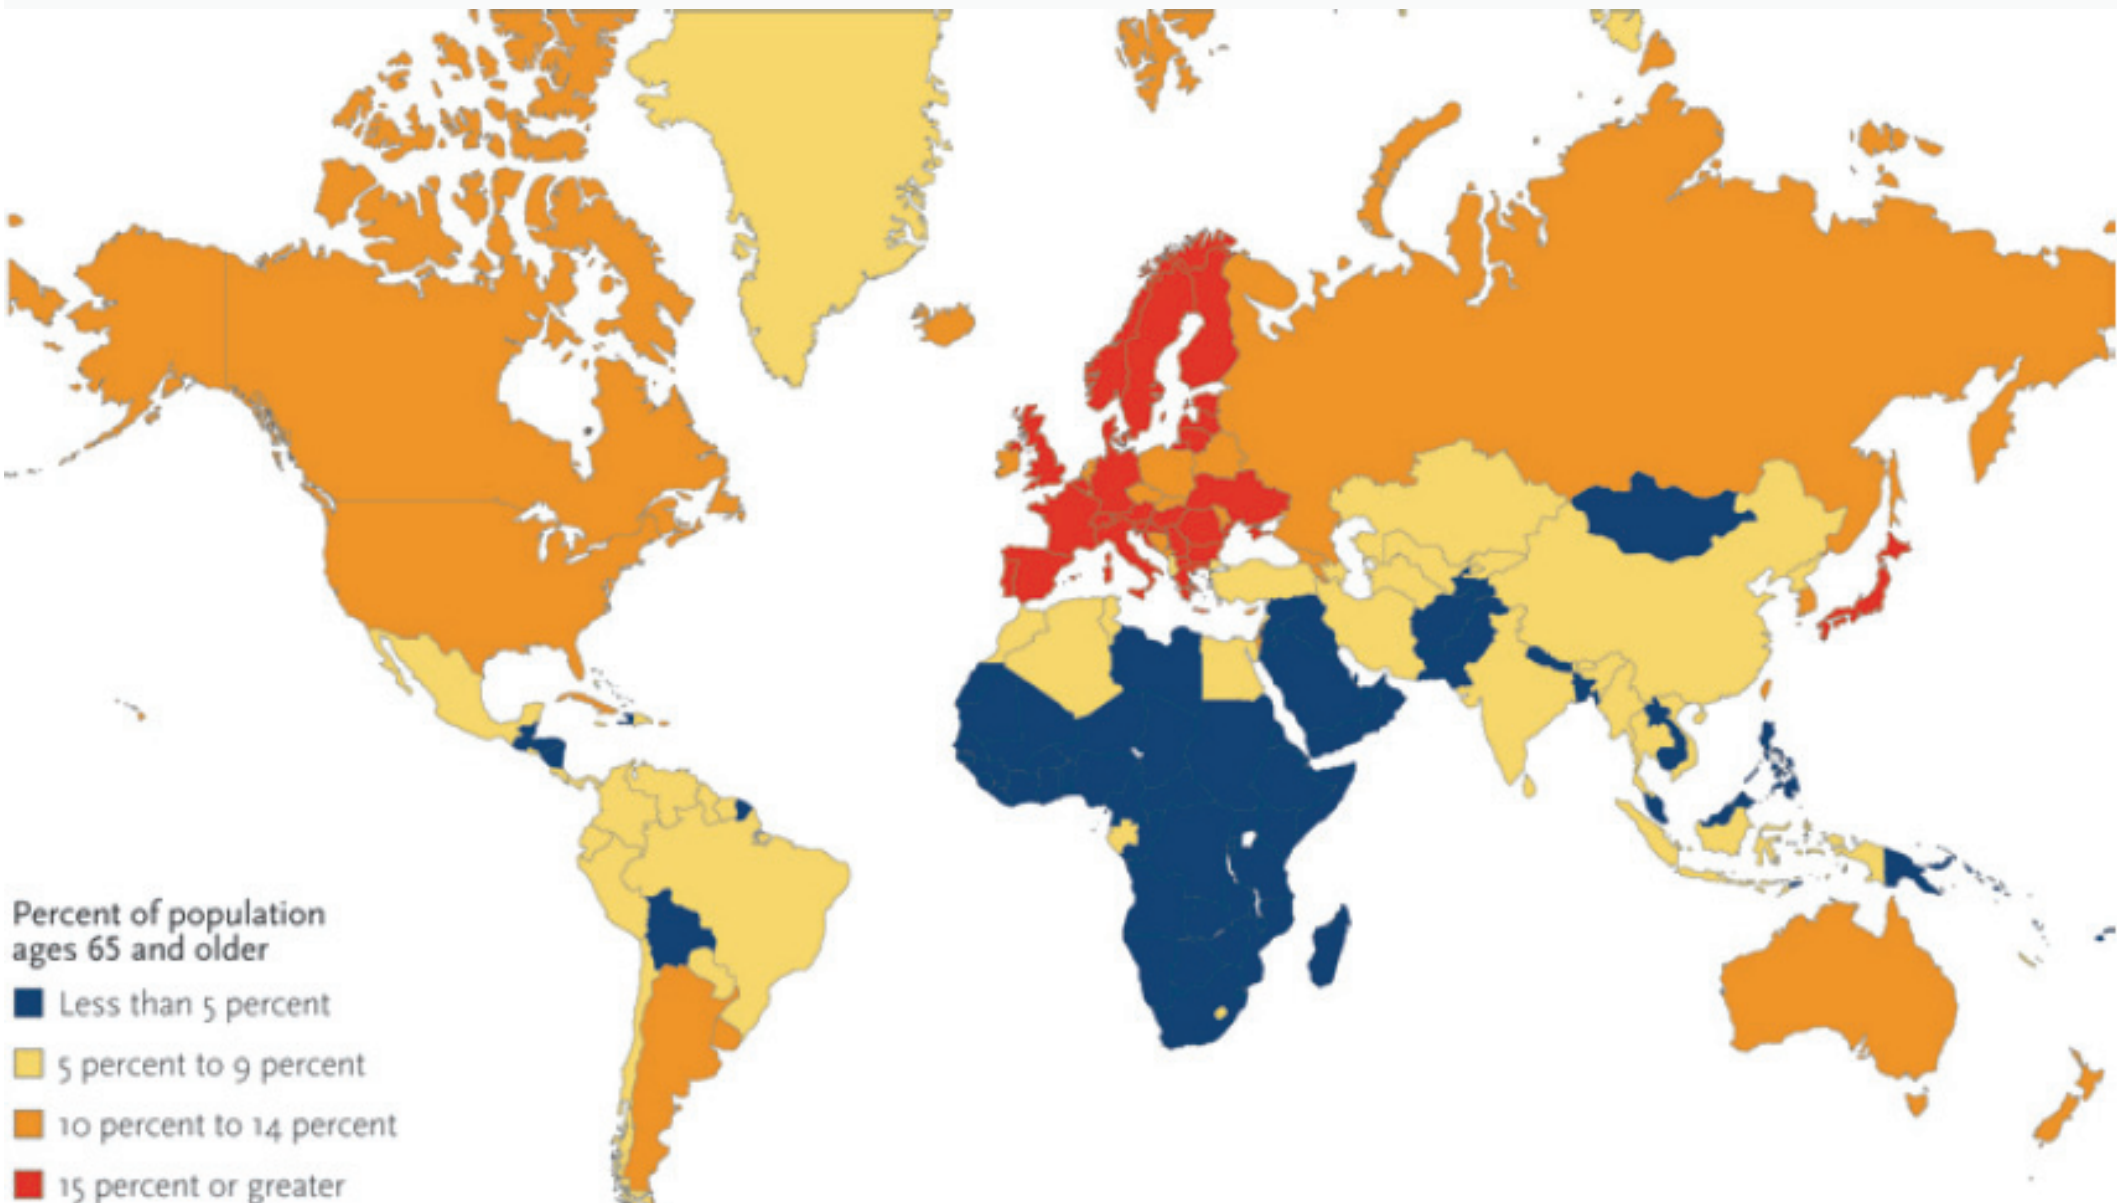 Percent of population
ages 65 and older
Less than 5 percent
5 percent to 9 percent
10 percent to 14 percent
15 percent or greater